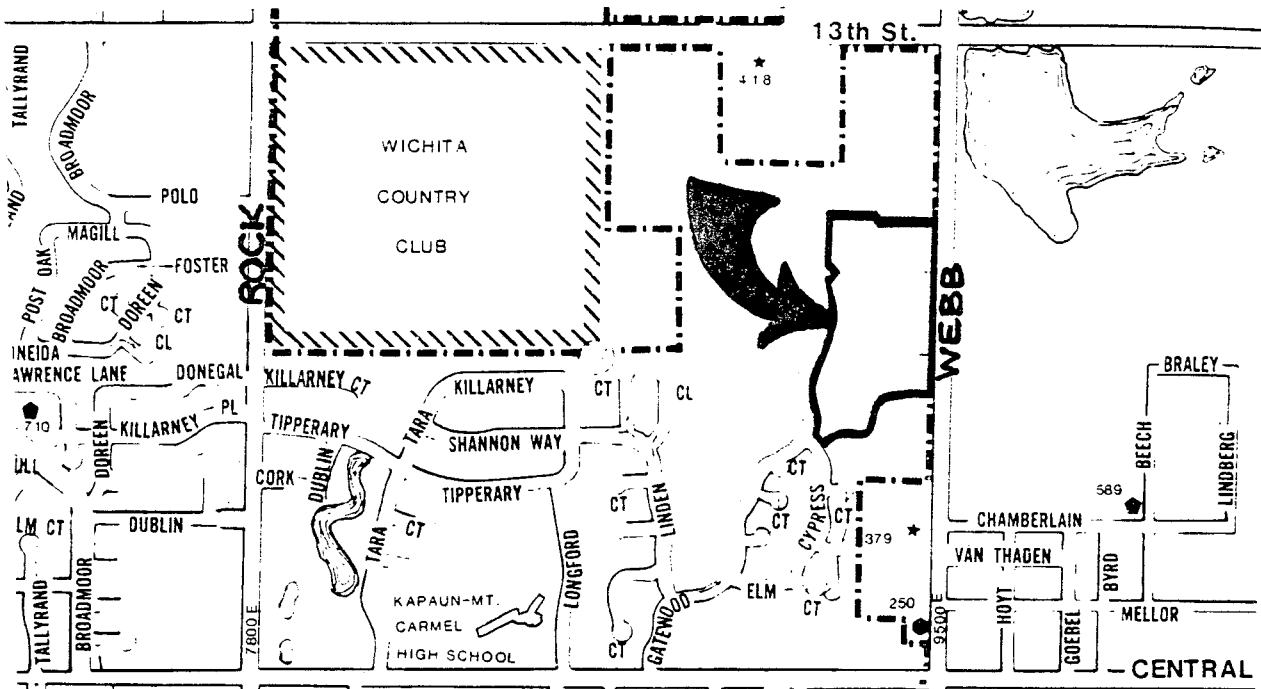 13th St.
TALLYRAND
BROADMOOR
418
WICHITA
COUNTRY
CLUB
POLO
MAGILL
POST OAK
BROADMOOR
FOSTER
CT
DOREEN
CT
CL
ROCK
WEBB
NEIDA
AWRENCE LANE
DONEGAL
KILLARNEY CT
KILLARNEY
CT
CL
BRALEY
710
DOREEN
KILLARNEY
PL
TIPPERARY
TARA
SHANNON WAY
CORK
DUBLIN
TIPPERARY
CT
LINDEN
CT
CYPRESS
CT
BEECH
LINDBERG
589
LM CT
DUBLIN
TARA
CT
LONGFORD
379
CHAMBERLAIN
VAN THADEN
TALLYRAND
BROADMOOR
7800 E
KAPAUN-MT.
CARMEL
HIGH SCHOOL
CT
GATEWOOD
ELM
CT
250
9500 E
HOYT
GOEBEL
BYRD
MELLOR
CENTRAL